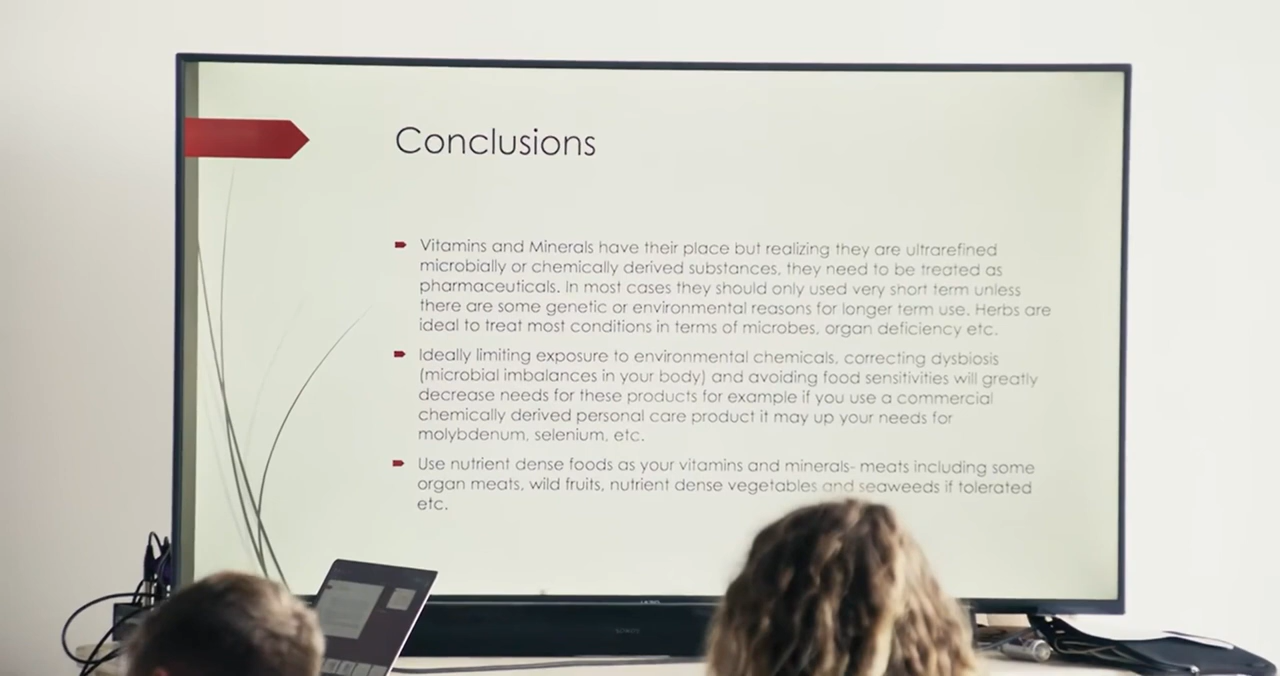 Conclusions
Vitamins and Minerals have their place but realizing they are ultrarefined
microbially or chemically derived substances, they need to be treated as
pharmaceuticals. In most cases they should only used very short term unless
there are some genetic or environmental reasons for longer term use. Herbs are
ideal to treat most conditions in terms of microbes, organ deficiency etc.
Ideally limiting exposure to environmental chemicals, correcting dysbiosis
(microbial imbalances in your body) and avoiding food sensitivities will greatly
decrease needs for these products for example if you use a commercial
chemically derived personal care product it may up your needs for
molybdenum, selenium, etc.
Use nutrient dense foods as your vitamins and minerals- meats including some
organ meats, wild fruits, nutrient dense vegetables and seaweeds if tolerated
etc.